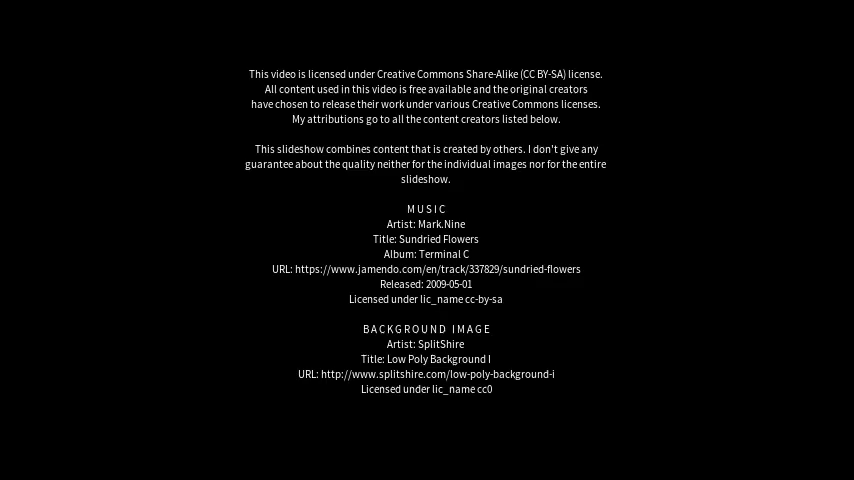 This video is licensed under Creative Commons Share-Alike (CC BY-SA) license.
All content used in this video is free available and the original creators
have chosen to release their work under various Creative Commons licenses.
My attributions go to all the content creators listed below.
This slideshow combines content that is created by others. I don't give any
guarantee about the quality neither for the individual images nor for the entire
slideshow.
MUSIC
Artist: Mark.Nine
Title: Sundried Flowers
Album: Terminal C
URL: https://www.jamendo.com/en/track/337829/sundried-flowers
Released: 2009-05-01
Licensed under lic_name cc-by-sa
BACKGROUND IMAGE
Artist: SplitShire
Title: Low Poly Background I
URL: http://www.splitshire.com/low-poly-background-i
Licensed under lic_name cc0